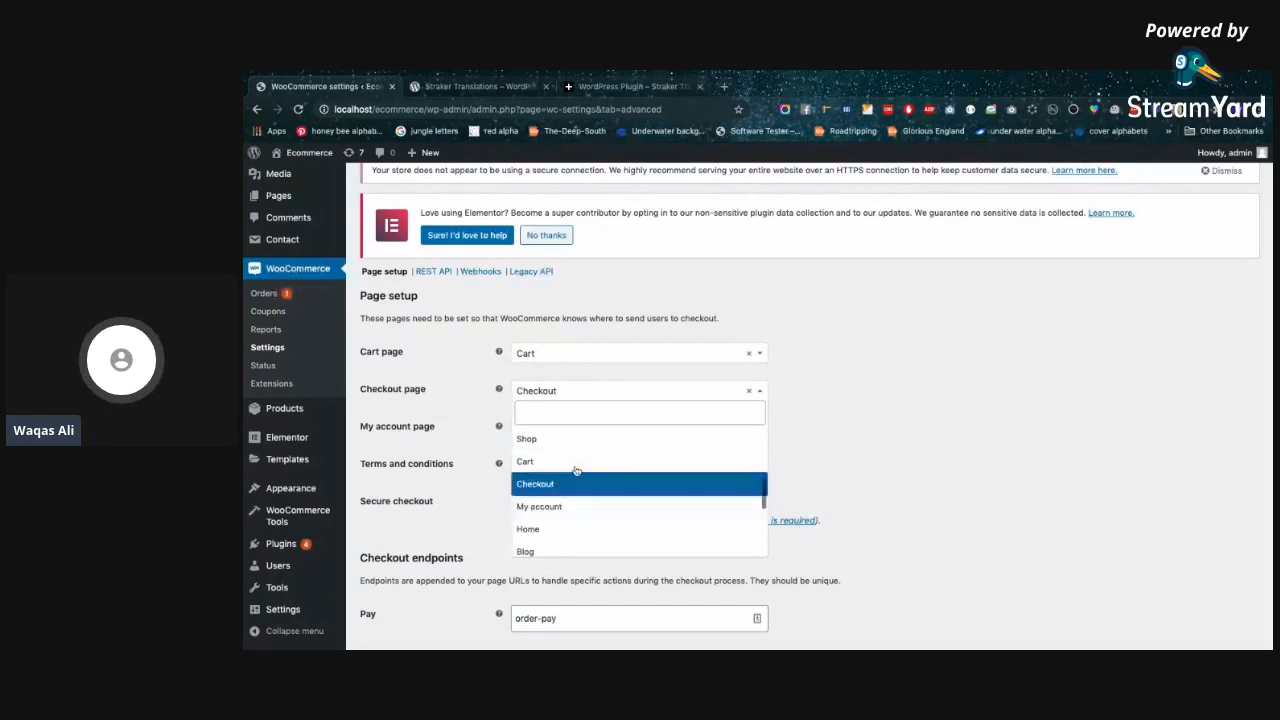 Powered by
StreamYard
WooCommerce settings ‹ Eco
Straker Translations – WordP
WordPress Plugin – Straker Tr
localhost/ecommerce/wp-admin/admin.php?page=wc-settings&tab=advanced
Apps
honey bee alphab...
jungle letters
red alpha
The-Deep-South
Underwater backg...
Software Tester –...
Roadtripping
Glorious England
under water alpha...
cover alphabets
»
Other Bookmarks
Ecommerce
7
0
+ New
Howdy, admin
Media
Pages
Comments
Contact
WooCommerce
Orders 1
Coupons
Reports
Settings
Status
Extensions
Products
Elementor
Templates
Appearance
WooCommerce
Tools
Plugins 4
Users
Tools
Settings
Collapse menu
Your store does not appear to be using a secure connection. We highly recommend serving your entire website over an HTTPS connection to help keep customer data secure. Learn more here.
Dismiss
Love using Elementor? Become a super contributor by opting in to our non-sensitive plugin data collection and to our updates. We guarantee no sensitive data is collected. Learn more.
Sure! I'd love to help
No thanks
Page setup | REST API | Webhooks | Legacy API
Page setup
These pages need to be set so that WooCommerce knows where to send users to checkout.
Cart page
Cart
Checkout page
Checkout
Shop
Cart
Checkout
My account
Home
Blog
My account page
Terms and conditions
Secure checkout
is required).
Checkout endpoints
Endpoints are appended to your page URLs to handle specific actions during the checkout process. They should be unique.
Pay
order-pay
Waqas Ali